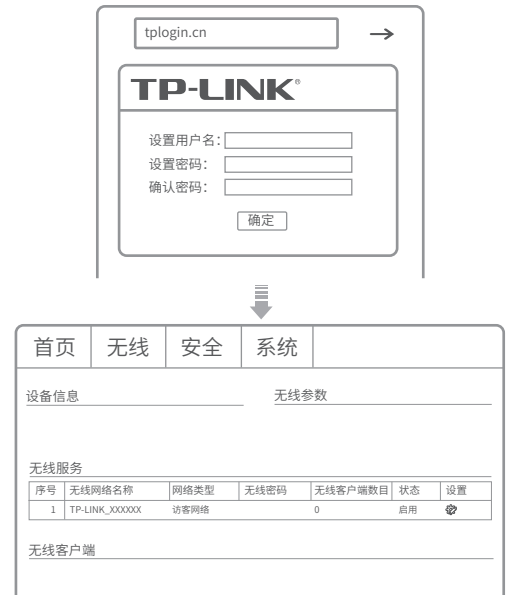 tplogin.cn
TP-LINK®
设置用户名：
设置密码：
确认密码：
确定
首页 无线 安全 系统
设备信息 无线参数
无线服务
序号 无线网络名称 网络类型 无线密码 无线客户端数目 状态 设置
1 TP-LINK_XXXXXX 访客网络 0 启用
无线客户端